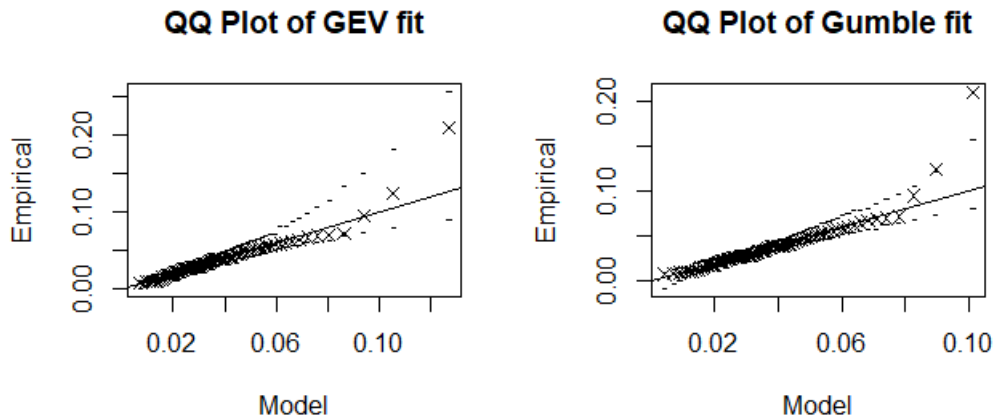 QQ Plot of GEV fit
Empirical
0.00 0.10 0.20
0.02 0.06 0.10
Model
QQ Plot of Gumble fit
Empirical
0.00 0.10 0.20
0.02 0.06 0.10
Model